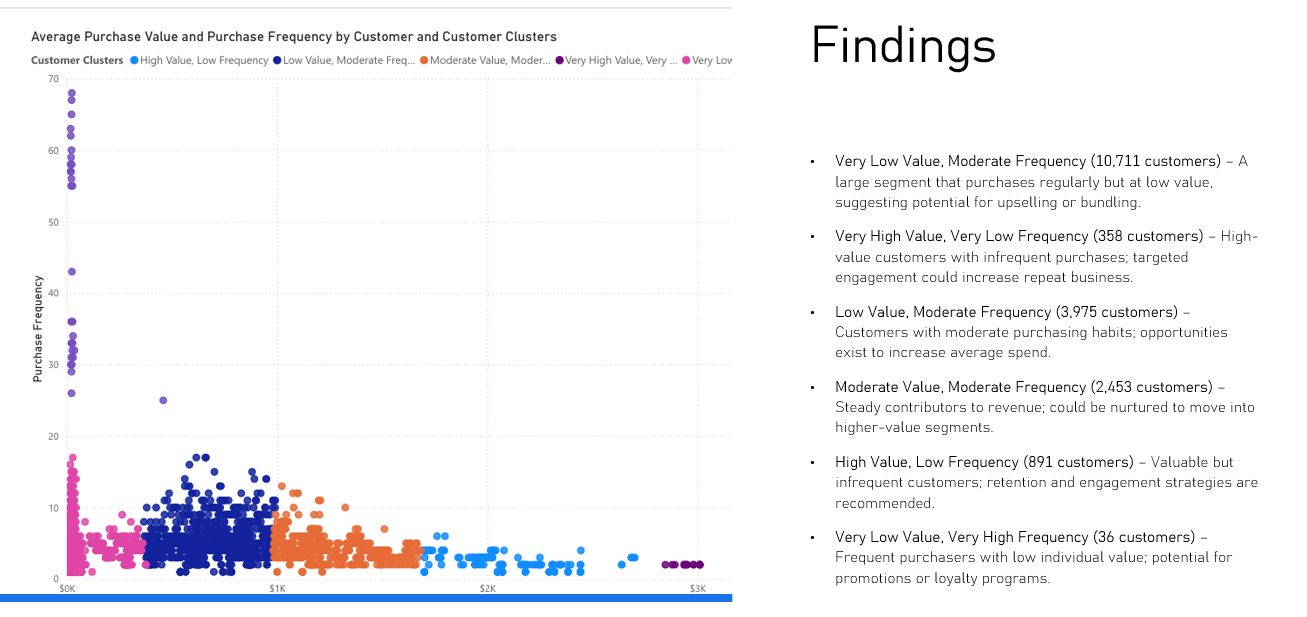 Average Purchase Value and Purchase Frequency by Customer and Customer Clusters
Customer Clusters High Value, Low Frequency Low Value, Moderate Freq... Moderate Value, Moder... Very High Value, Very ... Very Low
70
60
50
40
30
20
10
0
Purchase Frequency
$0K $1K $2K $3K
Findings
• Very Low Value, Moderate Frequency (10,711 customers) – A
large segment that purchases regularly but at low value,
suggesting potential for upselling or bundling.
• Very High Value, Very Low Frequency (358 customers) – High-
value customers with infrequent purchases; targeted
engagement could increase repeat business.
• Low Value, Moderate Frequency (3,975 customers) –
Customers with moderate purchasing habits; opportunities
exist to increase average spend.
• Moderate Value, Moderate Frequency (2,453 customers) –
Steady contributors to revenue; could be nurtured to move into
higher-value segments.
• High Value, Low Frequency (891 customers) – Valuable but
infrequent customers; retention and engagement strategies are
recommended.
• Very Low Value, Very High Frequency (36 customers) –
Frequent purchasers with low individual value; potential for
promotions or loyalty programs.